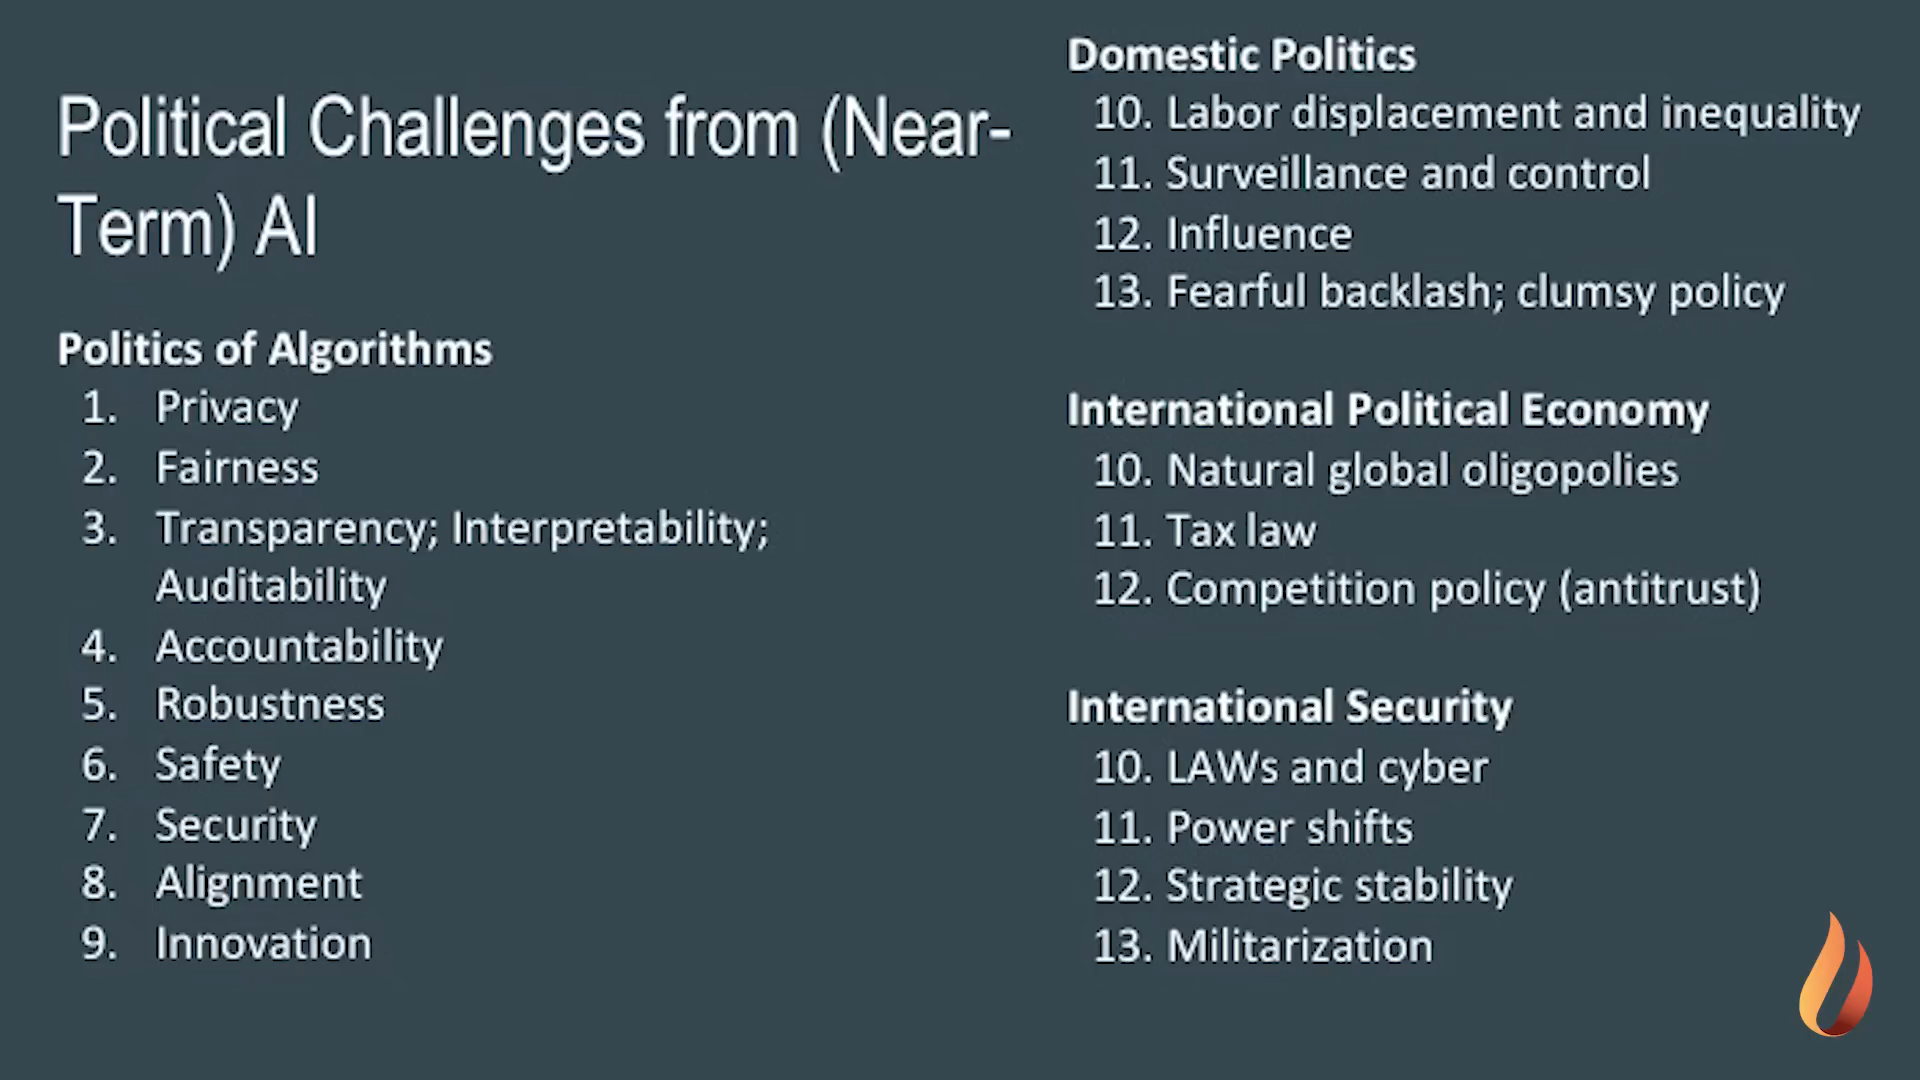 Political Challenges from (Near-
Term) AI
Politics of Algorithms
1. Privacy
2. Fairness
3. Transparency; Interpretability;
Auditability
4. Accountability
5. Robustness
6. Safety
7. Security
8. Alignment
9. Innovation
Domestic Politics
10. Labor displacement and inequality
11. Surveillance and control
12. Influence
13. Fearful backlash; clumsy policy
International Political Economy
10. Natural global oligopolies
11. Tax law
12. Competition policy (antitrust)
International Security
10. LAWs and cyber
11. Power shifts
12. Strategic stability
13. Militarization